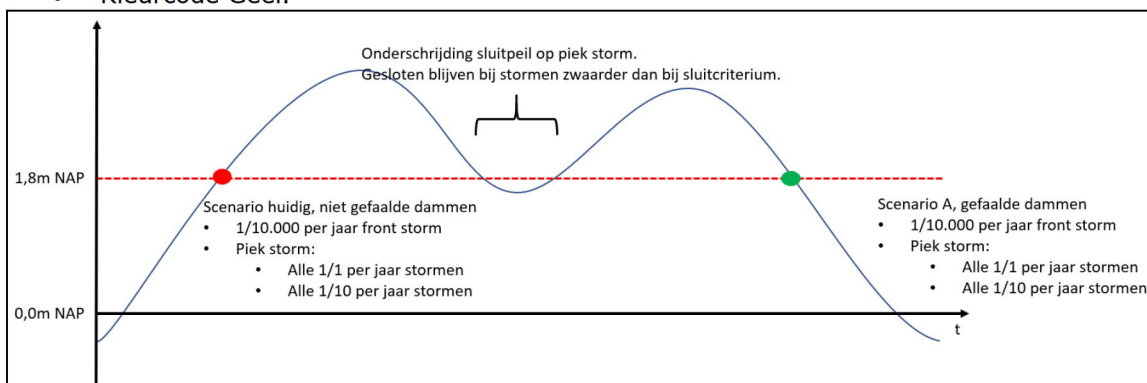 • Kleurcode Geel:
Onderschrijding sluitpeil op piek storm.
Gesloten blijven bij stormen zwaarder dan bij sluitcriterium.
1,8m NAP
Scenario huidig, niet gefaalde dammen
• 1/10.000 per jaar front storm
• Piek storm:
• Alle 1/1 per jaar stormen
• Alle 1/10 per jaar stormen
Scenario A, gefaalde dammen
• 1/10.000 per jaar front storm
• Piek storm:
• Alle 1/1 per jaar stormen
• Alle 1/10 per jaar stormen
0,0m NAP
t